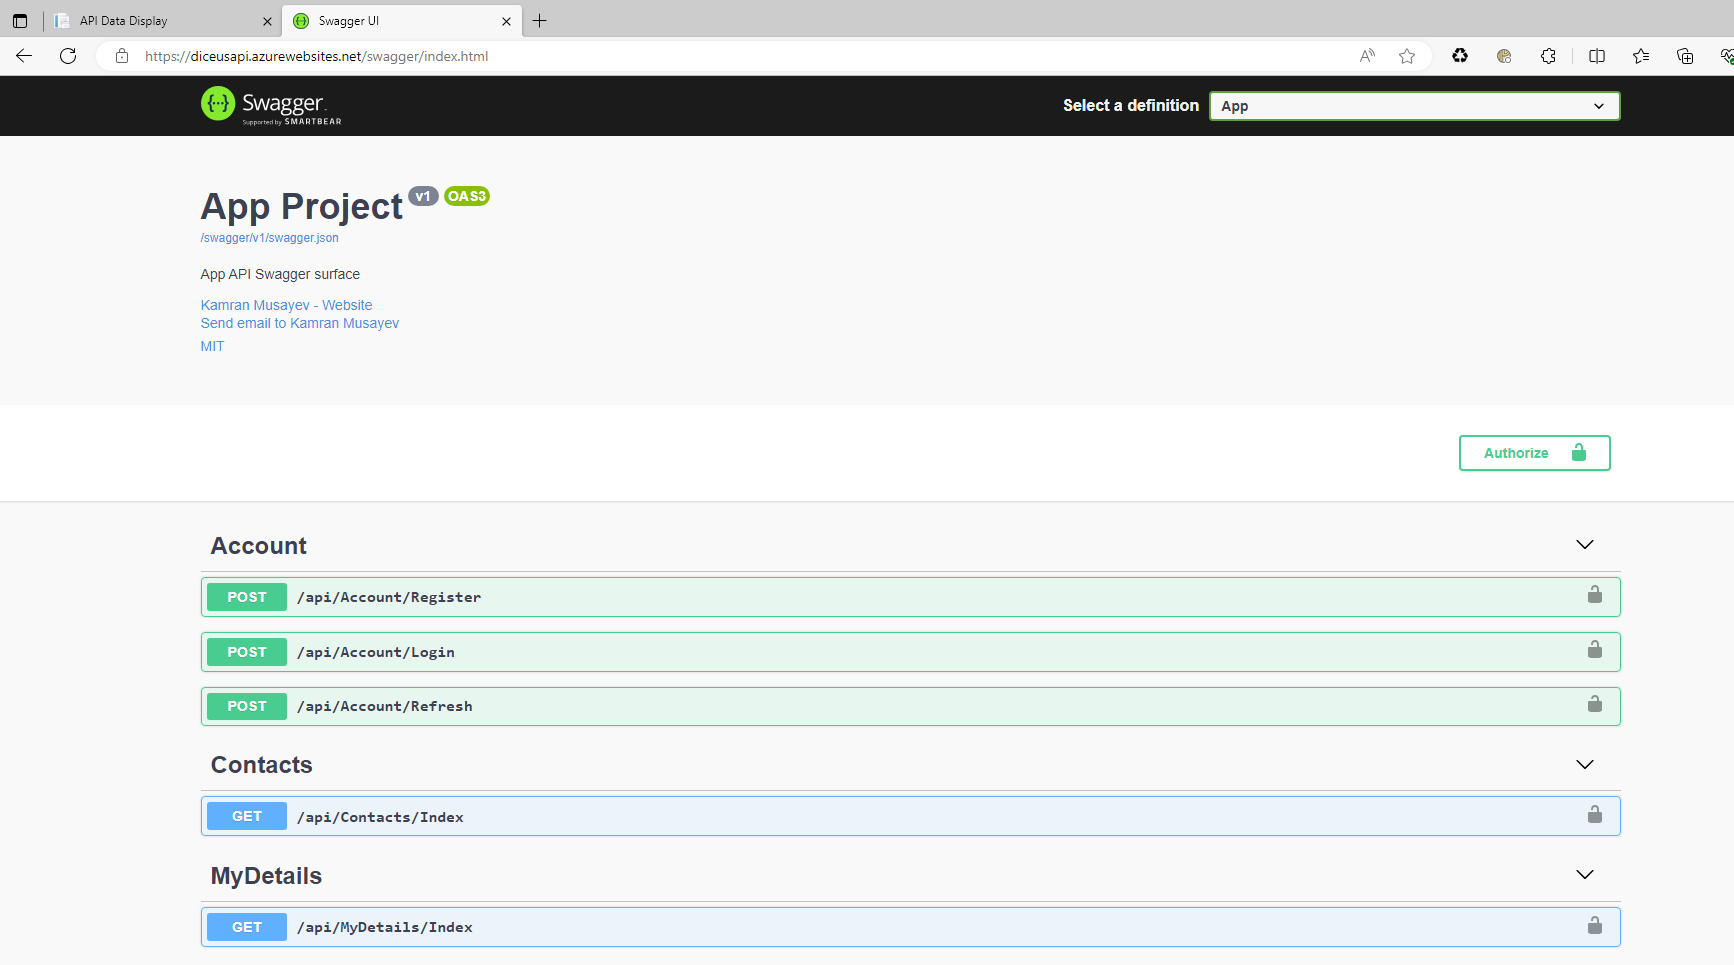 API Data Display
Swagger UI
https://diceusapi.azurewebsites.net/swagger/index.html
Swagger
Supported by SMARTBEAR
Select a definition
App
App Project v1 OAS3
/swagger/v1/swagger.json
App API Swagger surface
Kamran Musayev - Website
Send email to Kamran Musayev
MIT
Authorize
Account
POST /api/Account/Register
POST /api/Account/Login
POST /api/Account/Refresh
Contacts
GET /api/Contacts/Index
MyDetails
GET /api/MyDetails/Index